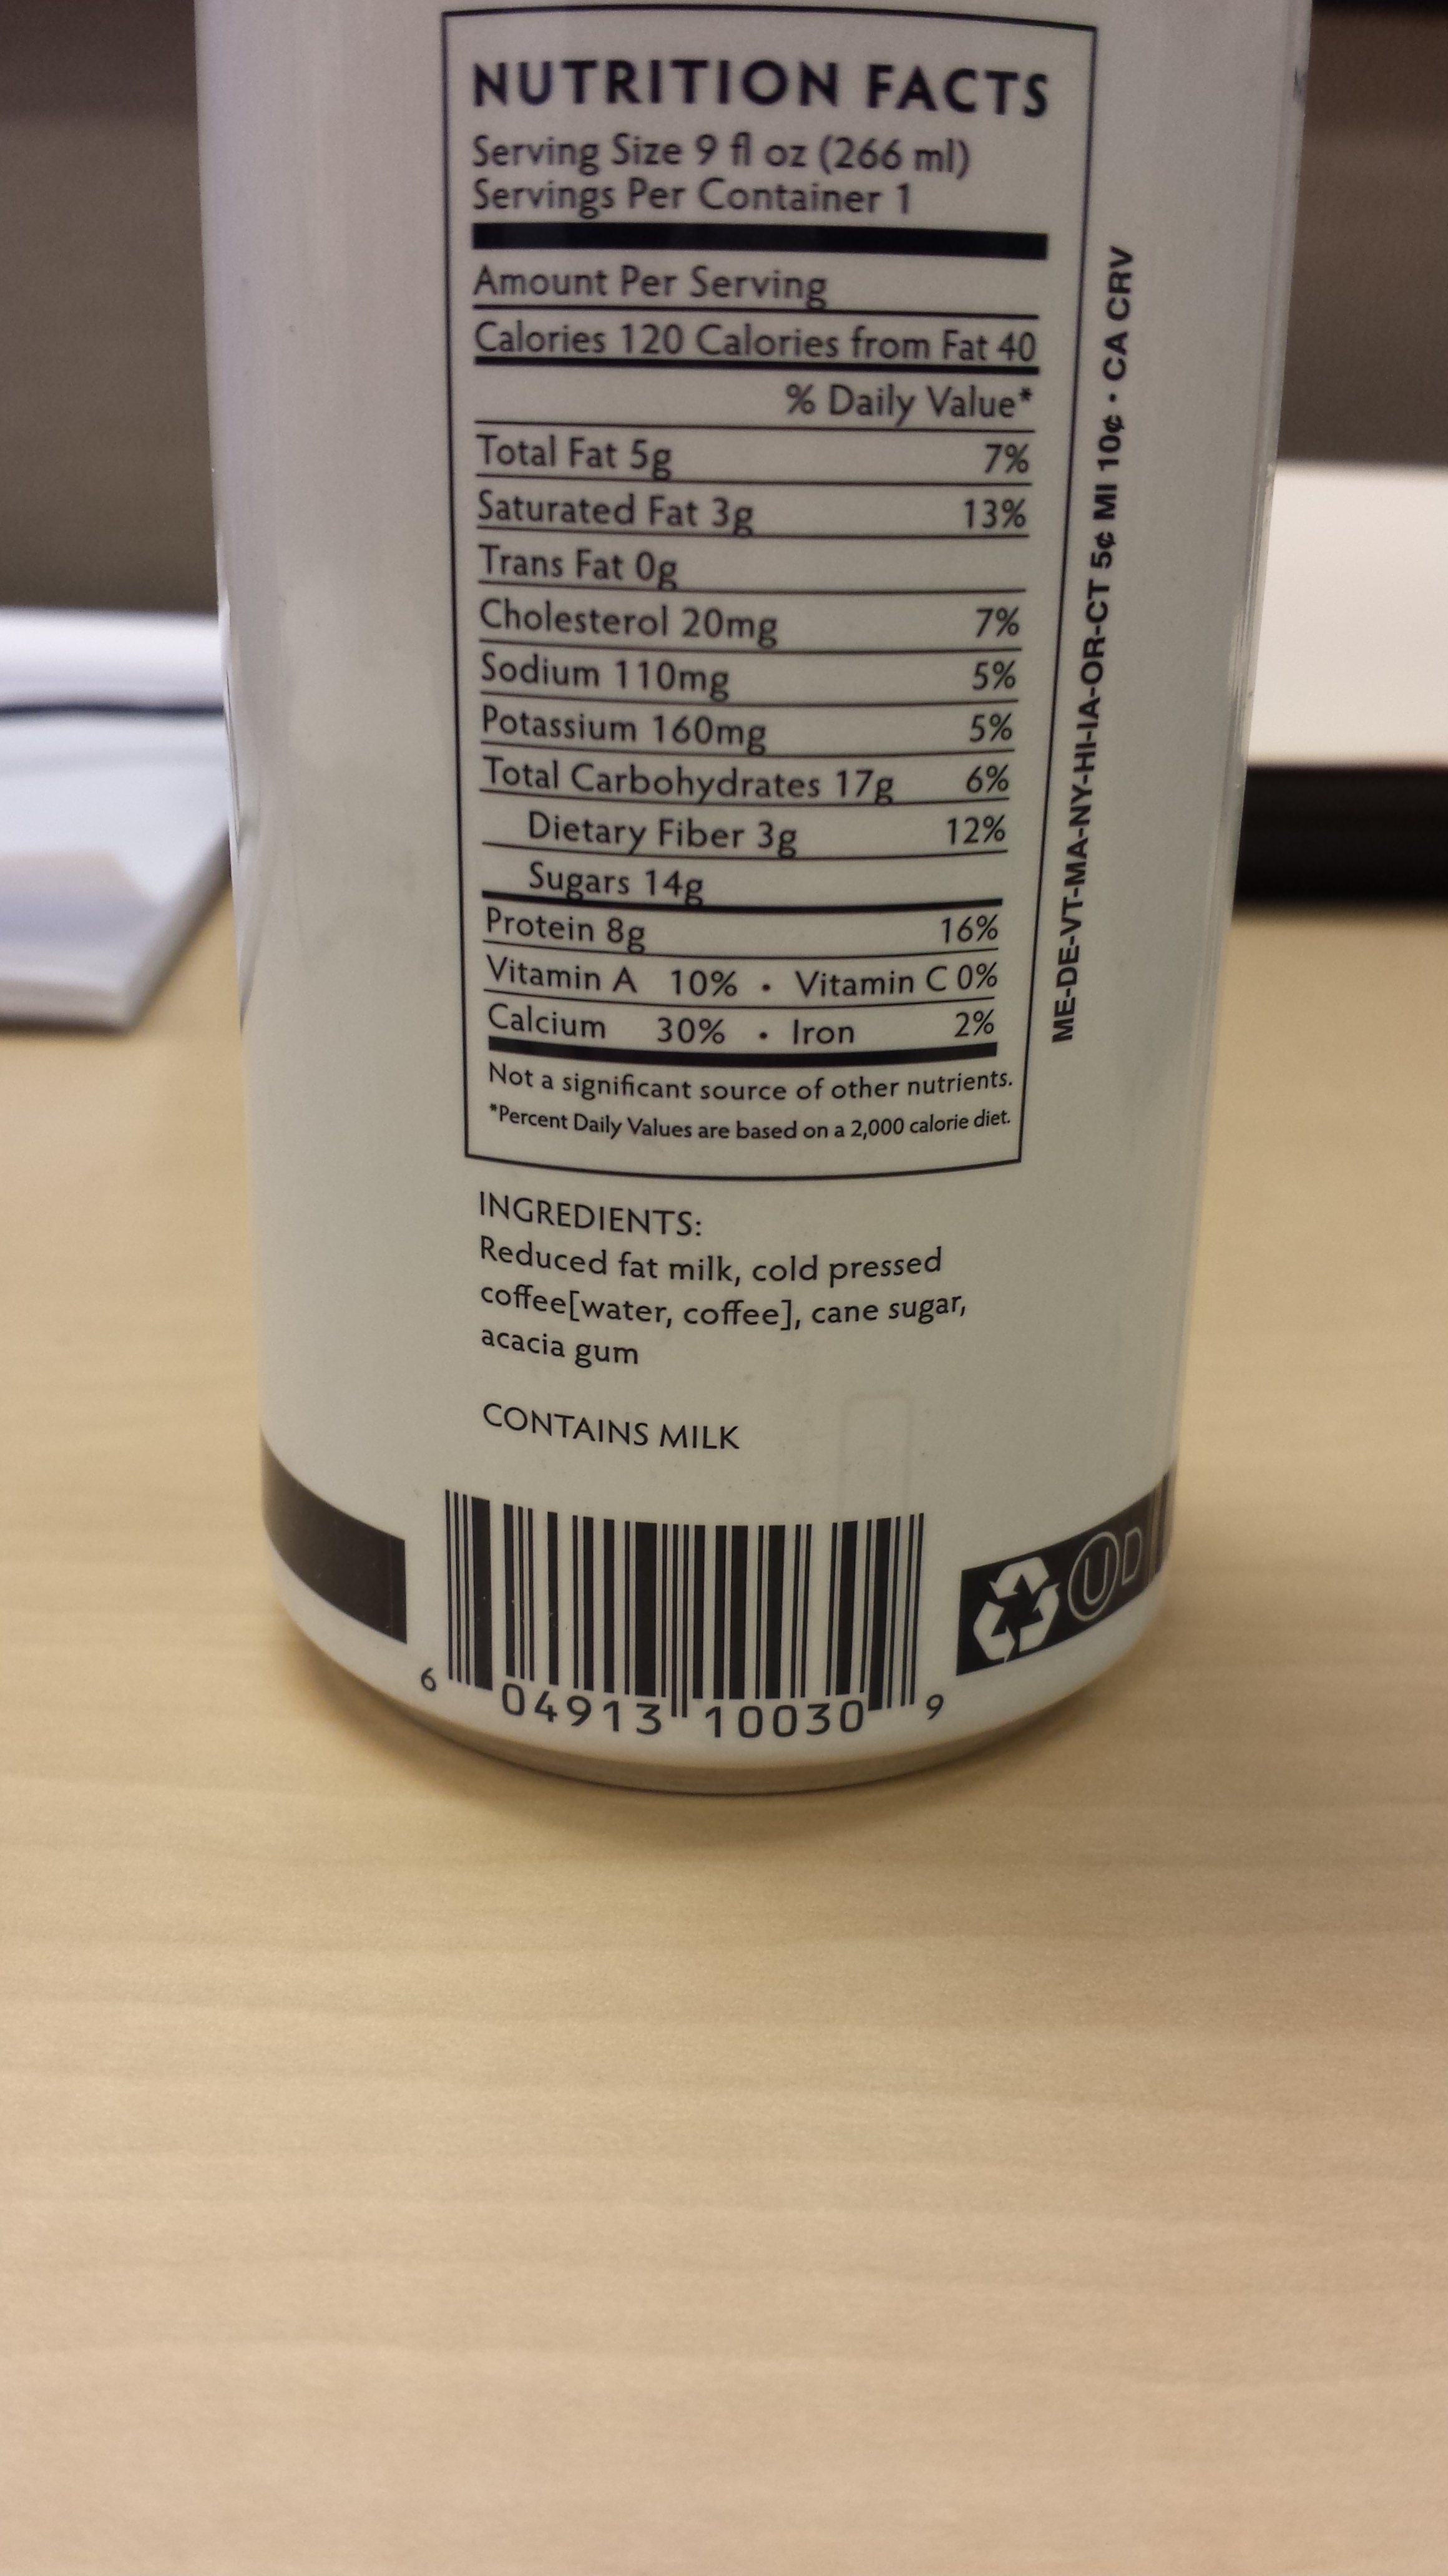 NUTRITION FACTS
Serving Size 9 fl oz (266 ml)
Servings Per Container 1
Amount Per Serving
Calories 120 Calories from Fat 40
% Daily Value*
Total Fat 5g 7%
Saturated Fat 3g 13%
Trans Fat 0g
Cholesterol 20mg 7%
Sodium 110mg 5%
Potassium 160mg 5%
Total Carbohydrates 17g 6%
Dietary Fiber 3g 12%
Sugars 14g
Protein 8g 16%
Vitamin A 10% • Vitamin C 0%
Calcium 30% • Iron 2%
Not a significant source of other nutrients.
*Percent Daily Values are based on a 2,000 calorie diet.
ME-DE-VT-MA-NY-HI-IA-OR-CT 5¢ MI 10¢ • CA CRV
INGREDIENTS:
Reduced fat milk, cold pressed
coffee[water, coffee], cane sugar,
acacia gum
CONTAINS MILK
6 04913 10030 9
U D